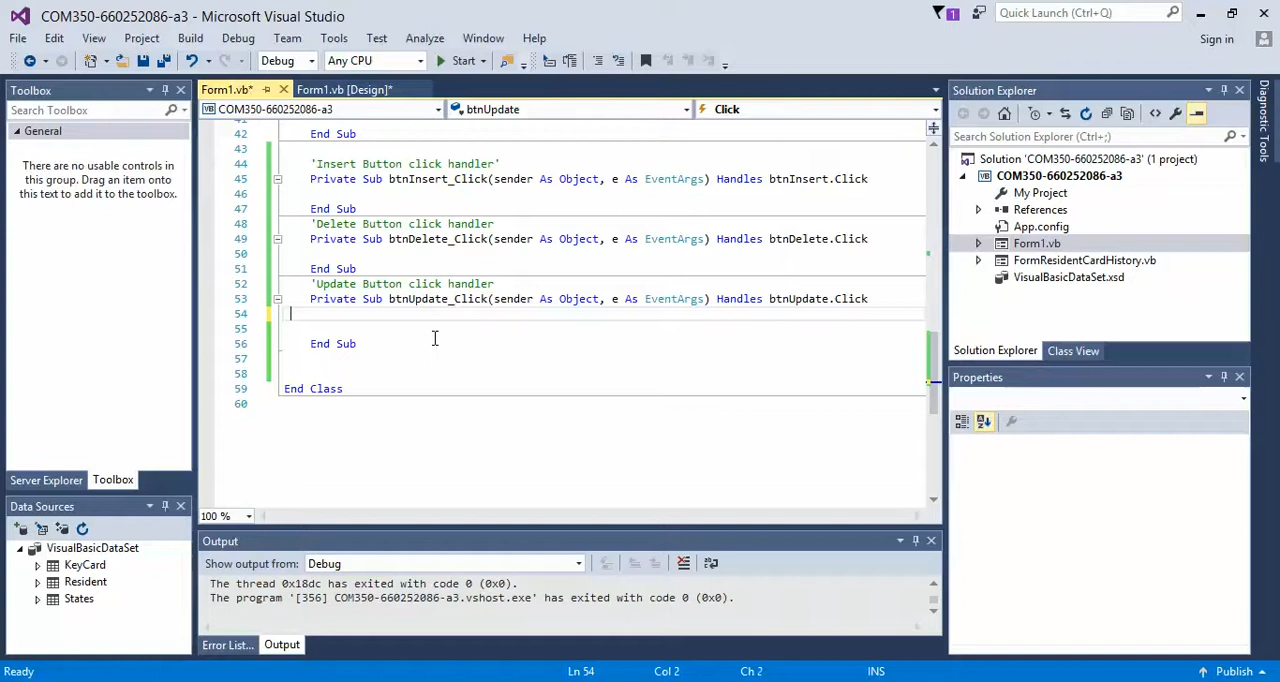 COM350-660252086-a3 - Microsoft Visual Studio
1
Quick Launch (Ctrl+Q)
File Edit View Project Build Debug Team Tools Test Analyze Window Help
Sign in
Debug
Any CPU
Start
Toolbox
Search Toolbox
General
There are no usable controls in
this group. Drag an item onto
this text to add it to the toolbox.
Server Explorer
Toolbox
Data Sources
VisualBasicDataSet
KeyCard
Resident
States
Form1.vb*
Form1.vb [Design]*
COM350-660252086-a3
btnUpdate
Click
42 End Sub
43
44 'Insert Button click handler'
45 Private Sub btnInsert_Click(sender As Object, e As EventArgs) Handles btnInsert.Click
46
47 End Sub
48 'Delete Button click handler
49 Private Sub btnDelete_Click(sender As Object, e As EventArgs) Handles btnDelete.Click
50
51 End Sub
52 'Update Button click handler
53 Private Sub btnUpdate_Click(sender As Object, e As EventArgs) Handles btnUpdate.Click
54
55
56 End Sub
57
58
59 End Class
60
100 %
Output
Show output from: Debug
The thread 0x18dc has exited with code 0 (0x0).
The program '[356] COM350-660252086-a3.vshost.exe' has exited with code 0 (0x0).
Error List...
Output
Solution Explorer
Search Solution Explorer (Ctrl+;)
Solution 'COM350-660252086-a3' (1 project)
COM350-660252086-a3
My Project
References
App.config
Form1.vb
FormResidentCardHistory.vb
VisualBasicDataSet.xsd
Solution Explorer
Class View
Properties
Diagnostic Tools
Ready
Ln 54
Col 2
Ch 2
INS
Publish